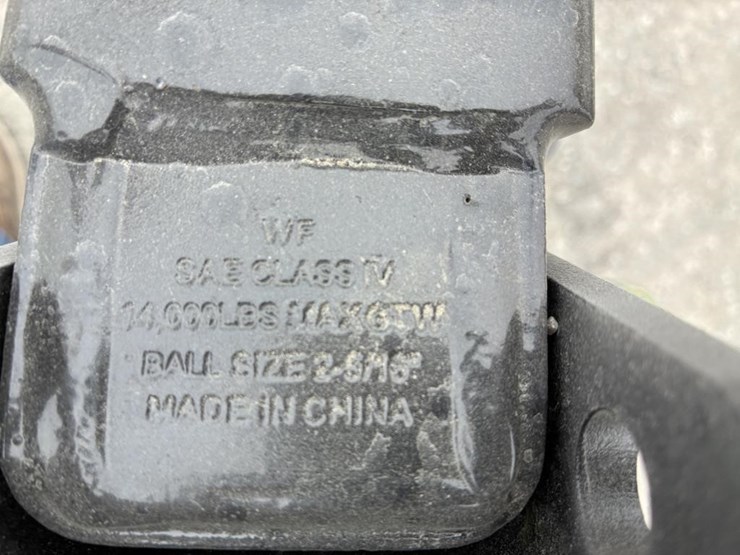 WF
SAE CLASS IV
14,000LBS MAX GTW
BALL SIZE 2-5/16"
MADE IN CHINA